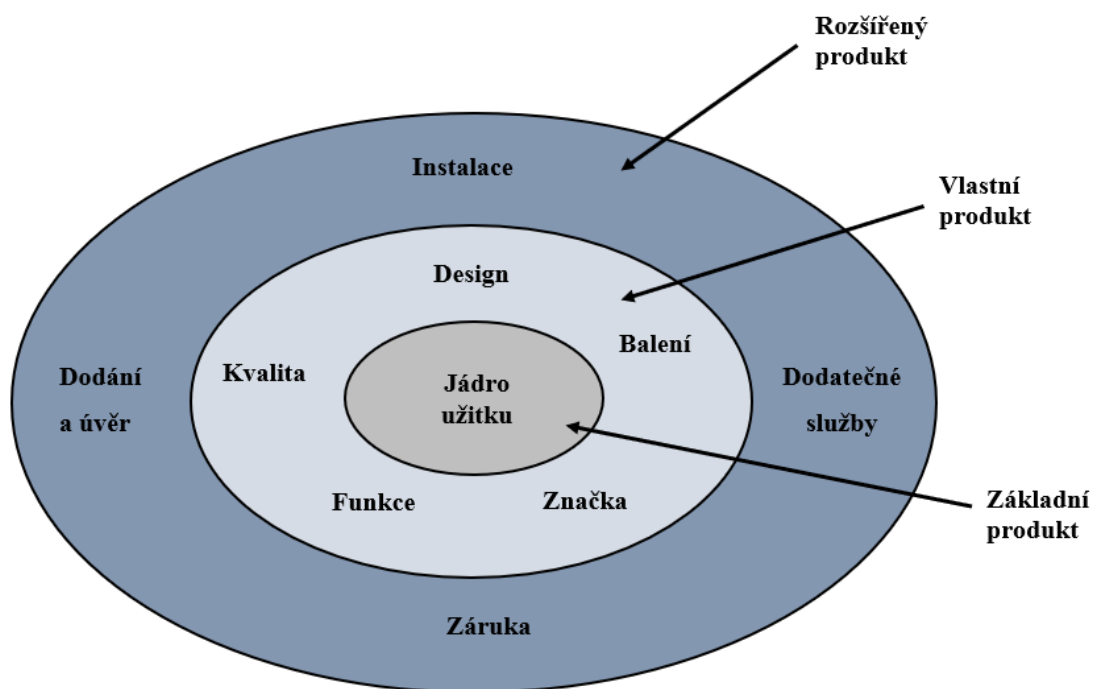 Rozšířený
produkt
Instalace
Vlastní
produkt
Design
Balení
Kvalita
Jádro
užitku
Dodání
a úvěr
Dodatečné
služby
Funkce
Značka
Základní
produkt
Záruka